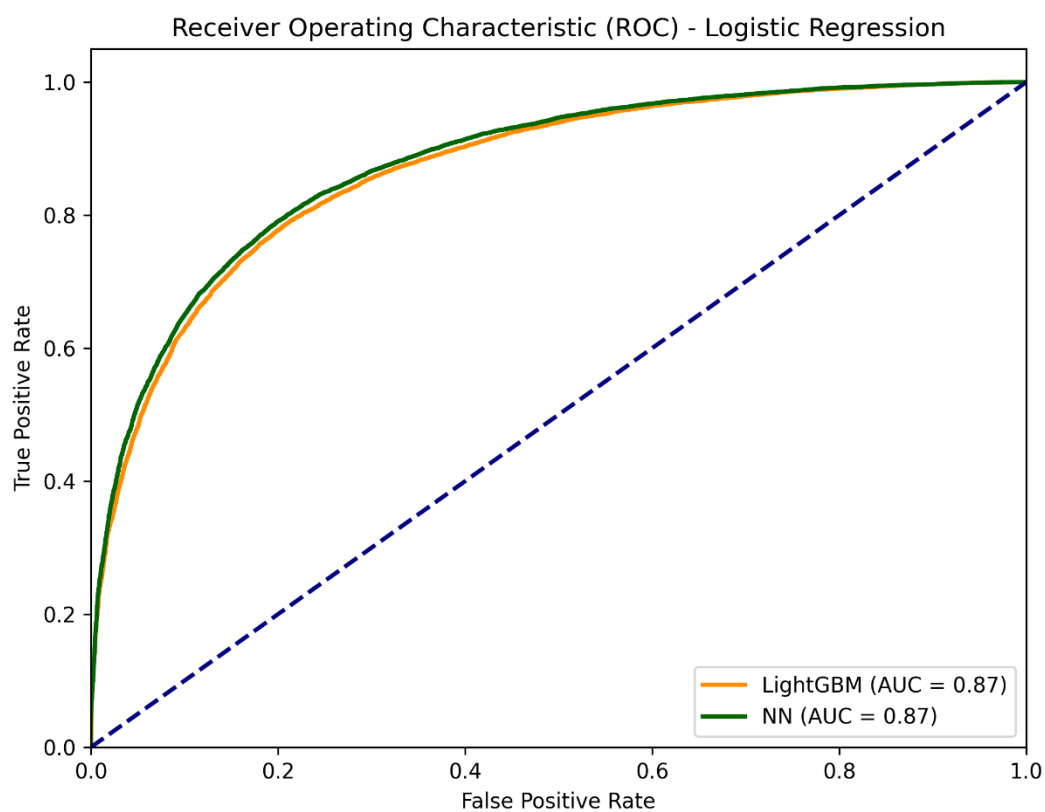 Receiver Operating Characteristic (ROC) - Logistic Regression
1.0
0.8
0.6
0.4
0.2
0.0
True Positive Rate
0.0 0.2 0.4 0.6 0.8 1.0
False Positive Rate
LightGBM (AUC = 0.87)
NN (AUC = 0.87)